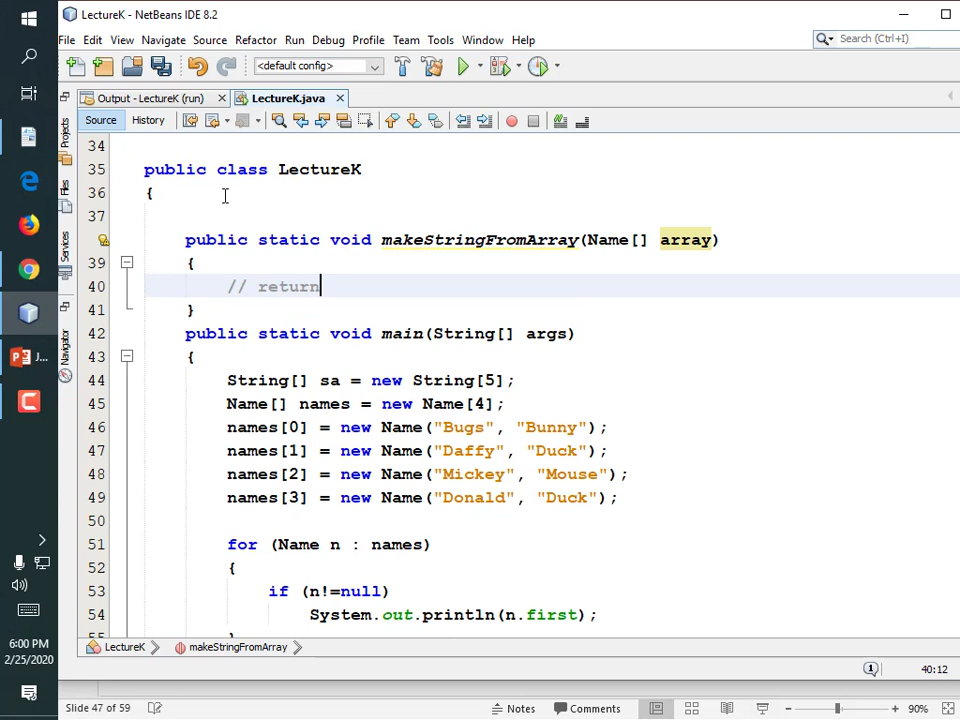 LectureK - NetBeans IDE 8.2
File Edit View Navigate Source Refactor Run Debug Profile Team Tools Window Help
Search (Ctrl+I)
<default config>
Output - LectureK (run) LectureK.java
Source History
Projects
Files
Services
Navigator
34
35 public class LectureK
36 {
37
public static void makeStringFromArray(Name[] array)
39 {
40 // return
41 }
42 public static void main(String[] args)
43 {
44 String[] sa = new String[5];
45 Name[] names = new Name[4];
46 names[0] = new Name("Bugs", "Bunny");
47 names[1] = new Name("Daffy", "Duck");
48 names[2] = new Name("Mickey", "Mouse");
49 names[3] = new Name("Donald", "Duck");
50
51 for (Name n : names)
52 {
53 if (n!=null)
54 System.out.println(n.first);
55 }
LectureK makeStringFromArray
1 40:12
J...
6:00 PM
2/25/2020
Slide 47 of 59 Notes Comments 90%